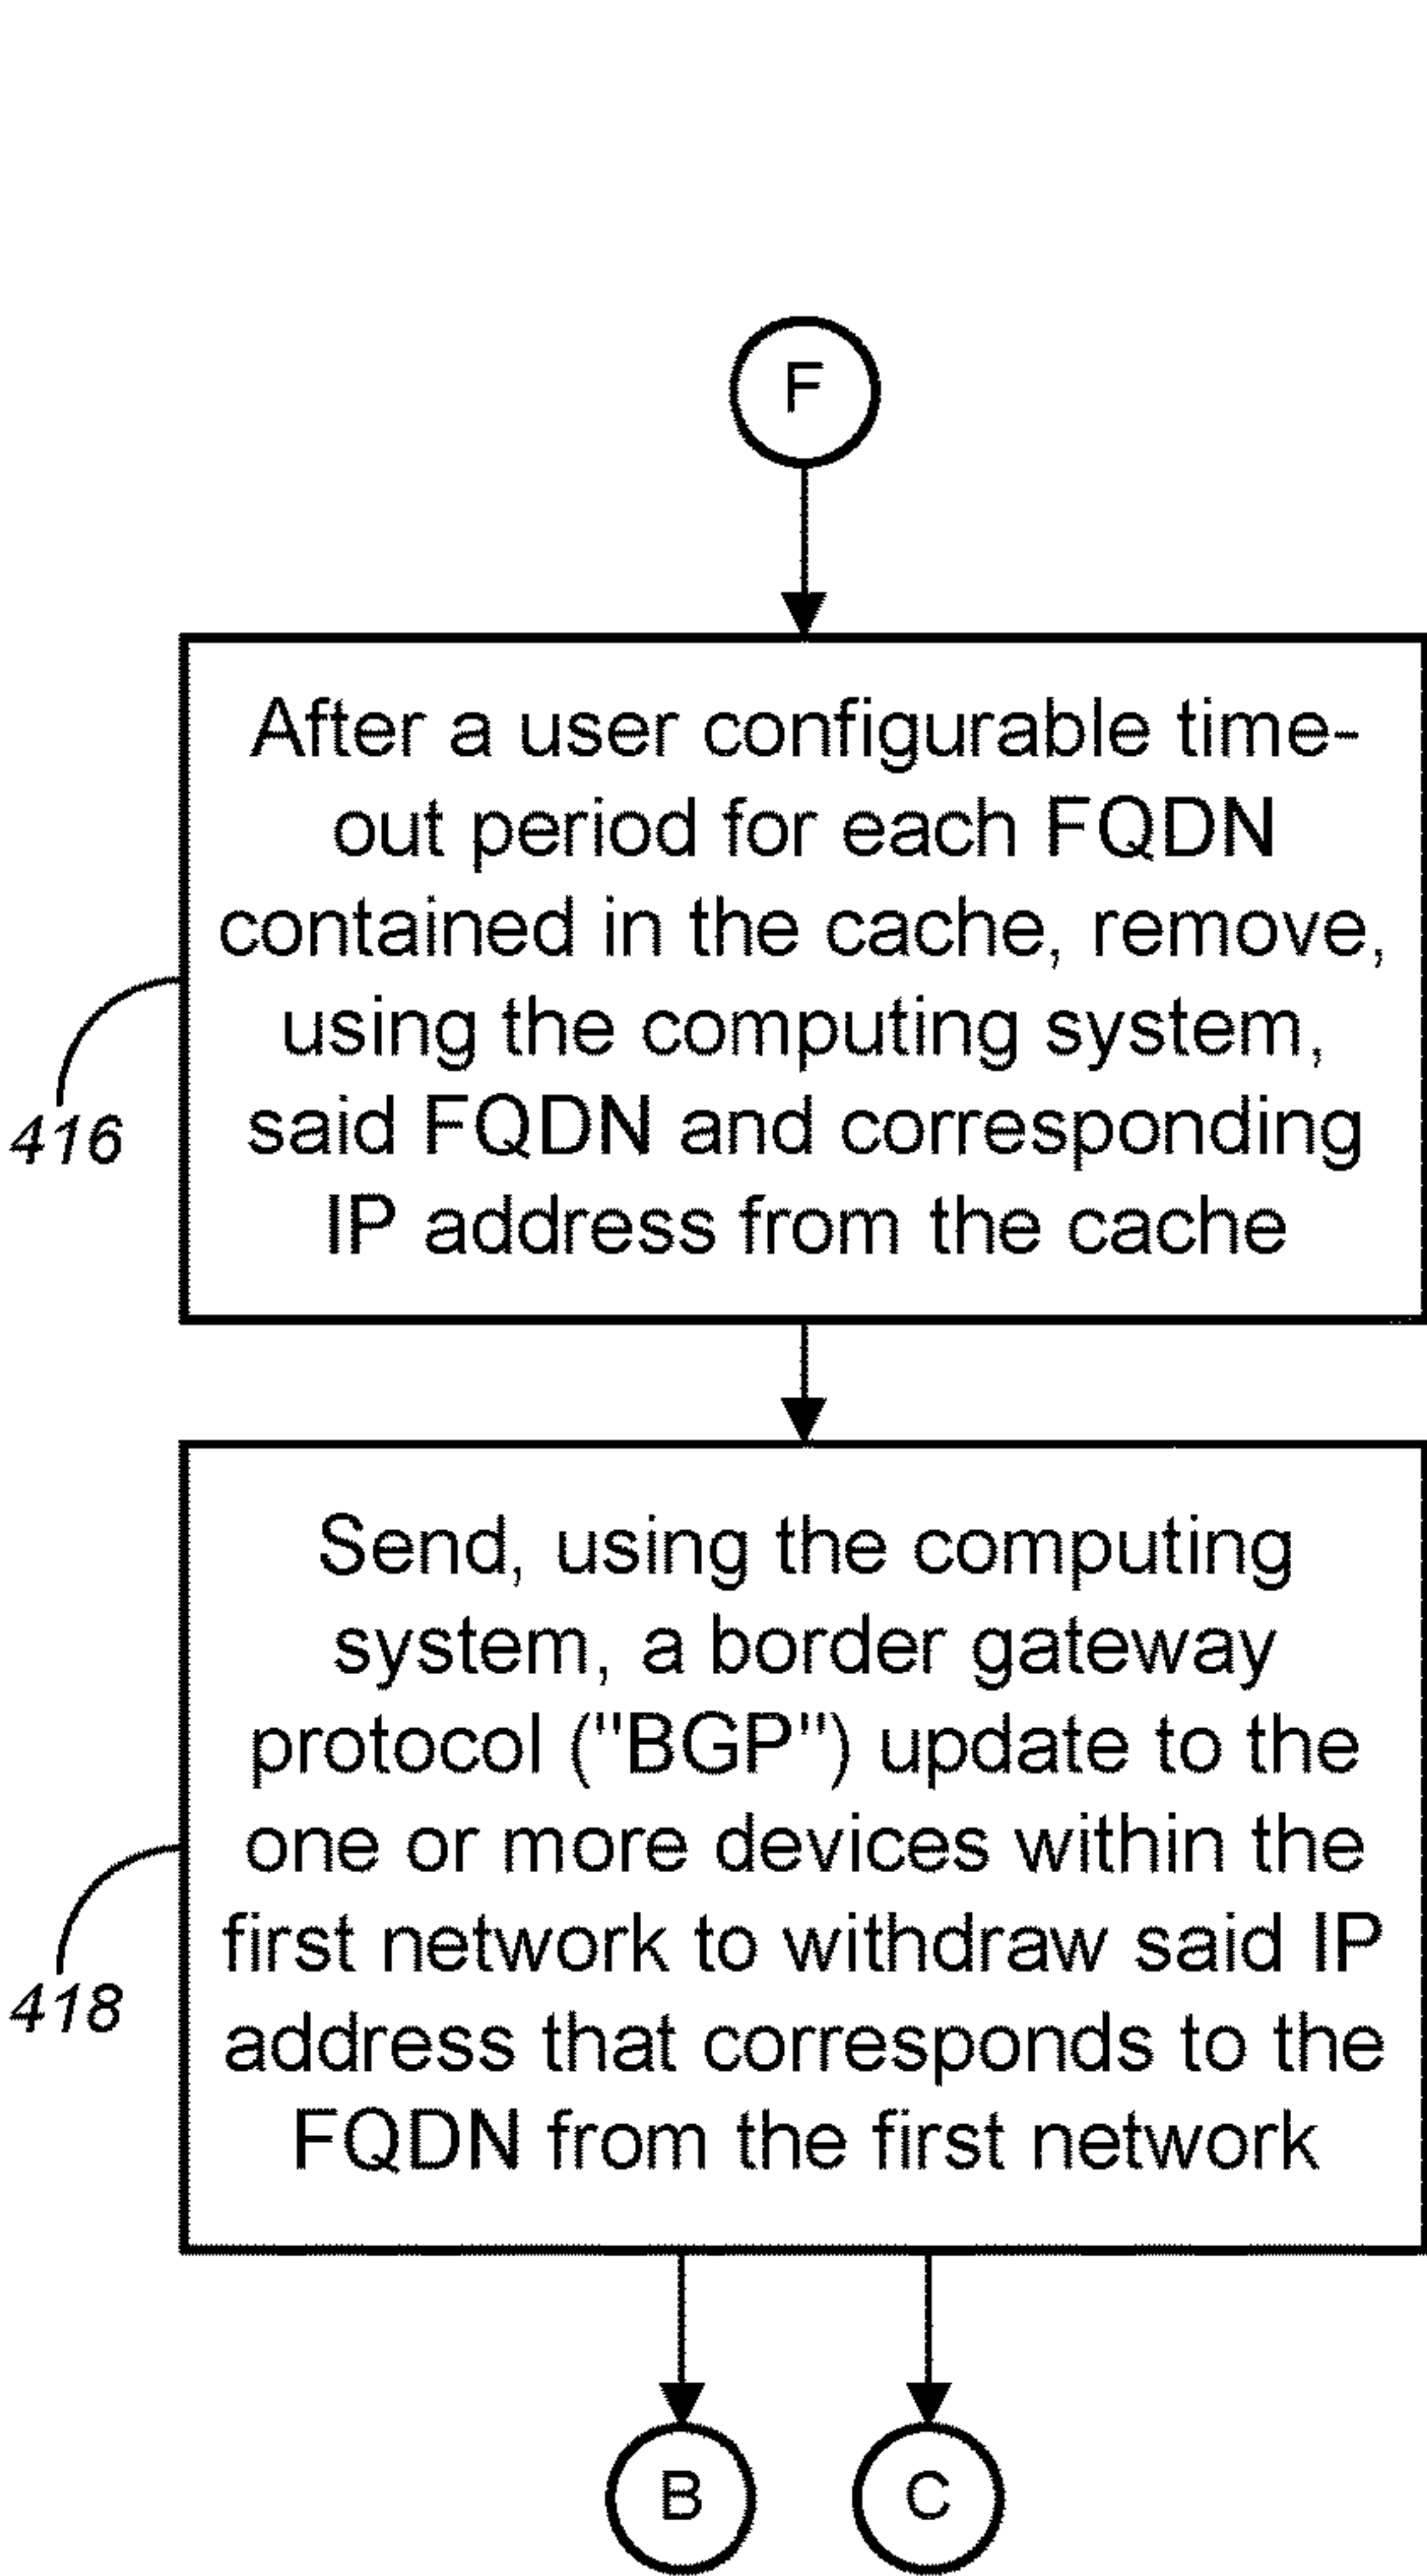 F
After a user configurable time-
out period for each FQDN
contained in the cache, remove,
using the computing system,
said FQDN and corresponding
IP address from the cache
416
Send, using the computing
system, a border gateway
protocol ("BGP") update to the
one or more devices within the
first network to withdraw said IP
address that corresponds to the
FQDN from the first network
418
B
C